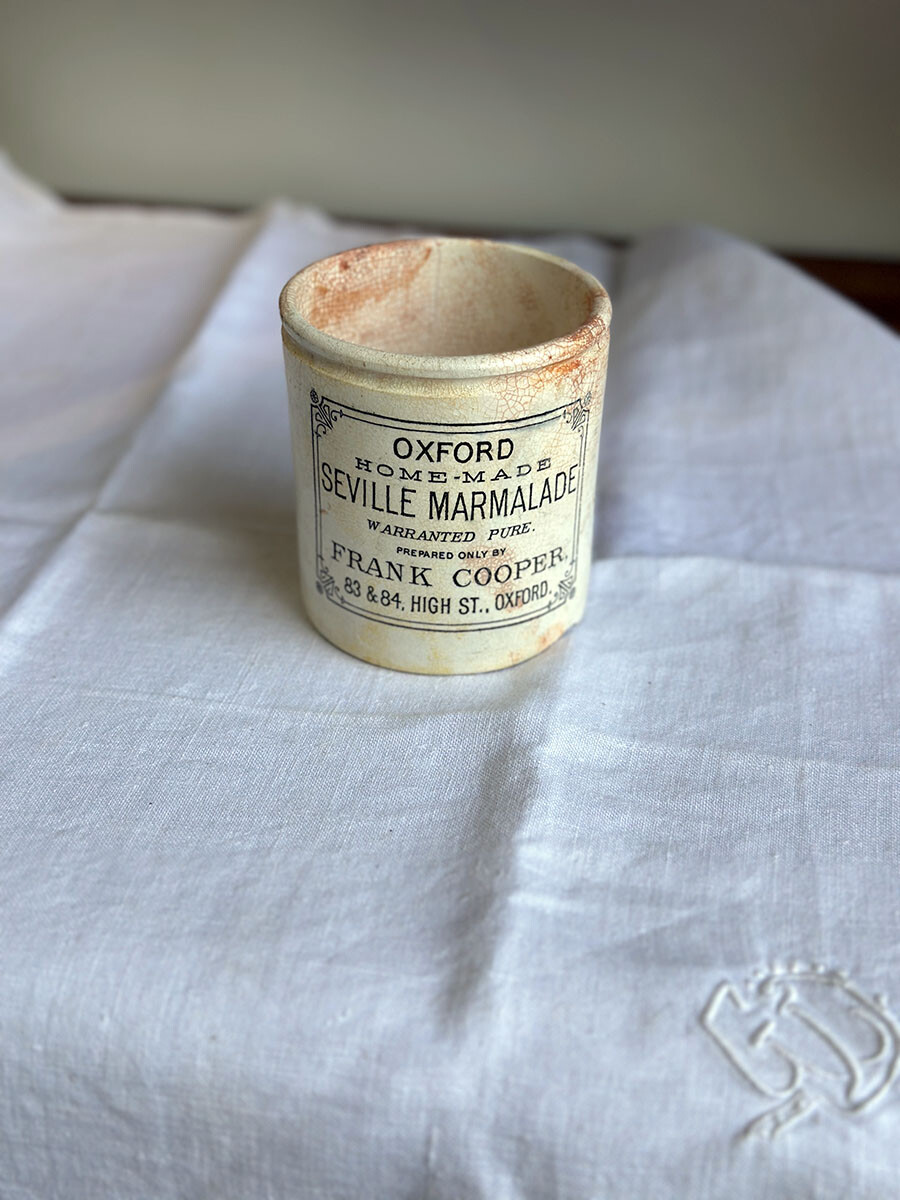 OXFORD
HOME-MADE
SEVILLE MARMALADE
WARRANTED PURE.
PREPARED ONLY BY
FRANK COOPER.
83 & 84, HIGH ST., OXFORD.